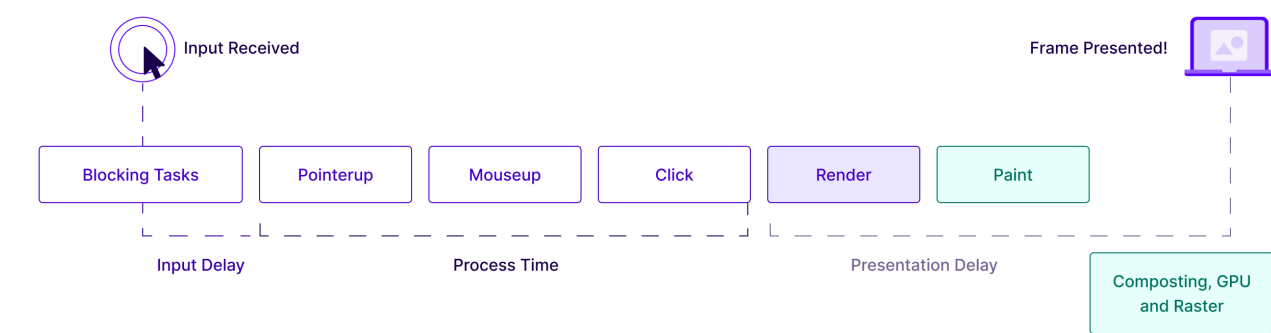 Input Received
Frame Presented!
Blocking Tasks
Pointerup
Mouseup
Click
Render
Paint
Input Delay
Process Time
Presentation Delay
Composting, GPU
and Raster